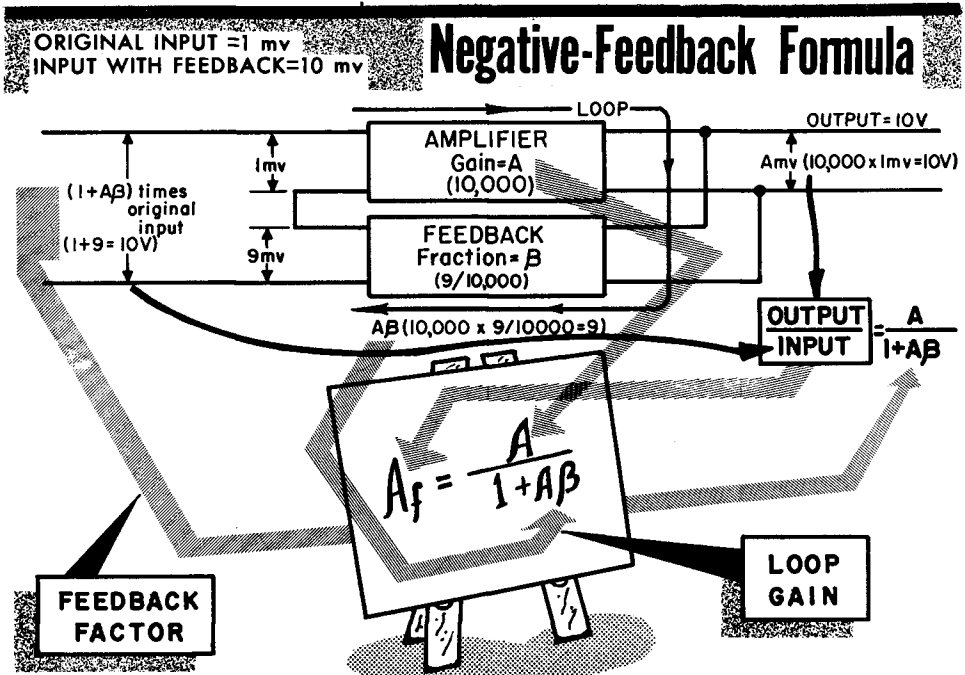 ORIGINAL INPUT =1 mv
INPUT WITH FEEDBACK=10 mv
Negative-Feedback Formula
LOOP
OUTPUT=10V
AMPLIFIER
Gain=A
(10,000)
1mv
Amv (10,000 x 1mv=10V)
(1+Aβ) times
original
input
(1+9=10V)
FEEDBACK
Fraction=β
(9/10,000)
9mv
AB(10,000 x 9/10000=9)
OUTPUT
INPUT
= A
1+Aβ
Af = A
1+Aβ
FEEDBACK
FACTOR
LOOP
GAIN